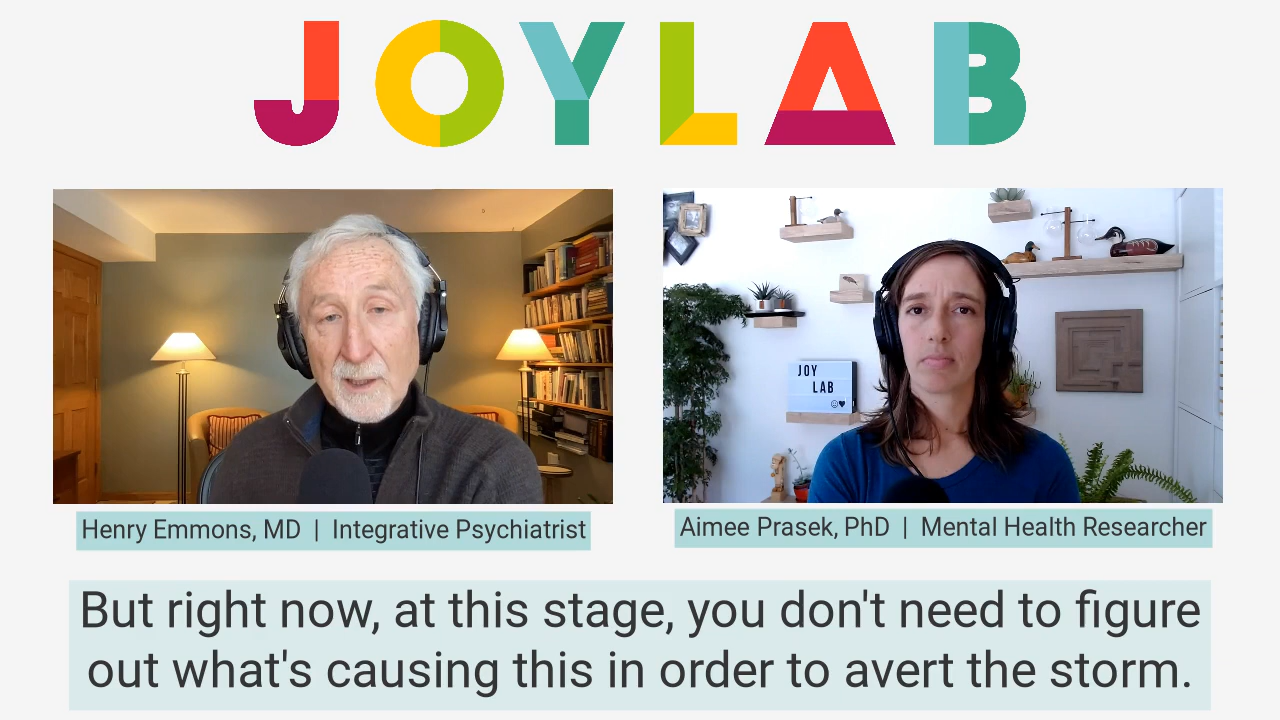 JOYLAB
JOY
LAB
Henry Emmons, MD | Integrative Psychiatrist
Aimee Prasek, PhD | Mental Health Researcher
But right now, at this stage, you don't need to figure
out what's causing this in order to avert the storm.